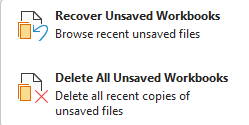 Recover Unsaved Workbooks
Browse recent unsaved files
Delete All Unsaved Workbooks
Delete all recent copies of
unsaved files